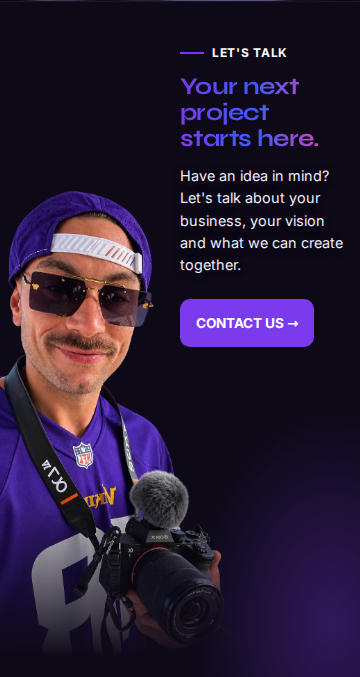 LET'S TALK
Your next
project
starts here.
Have an idea in mind?
Let's talk about your
business, your vision
and what we can create
together.
CONTACT US →
NFL